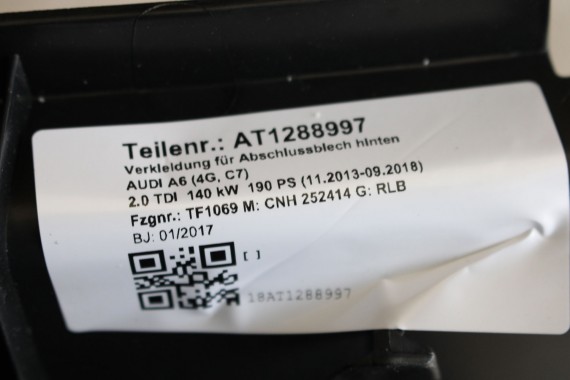 Teilenr.: AT1288997
Verkleidung für Abschlussblech hinten
AUDI A6 (4G, C7)
2.0 TDI 140 kW 190 PS (11.2013-09.2018)
Fzgnr.: TF1069 M: CNH 252414 G: RLB
BJ: 01/2017
[ ]
18AT1288997